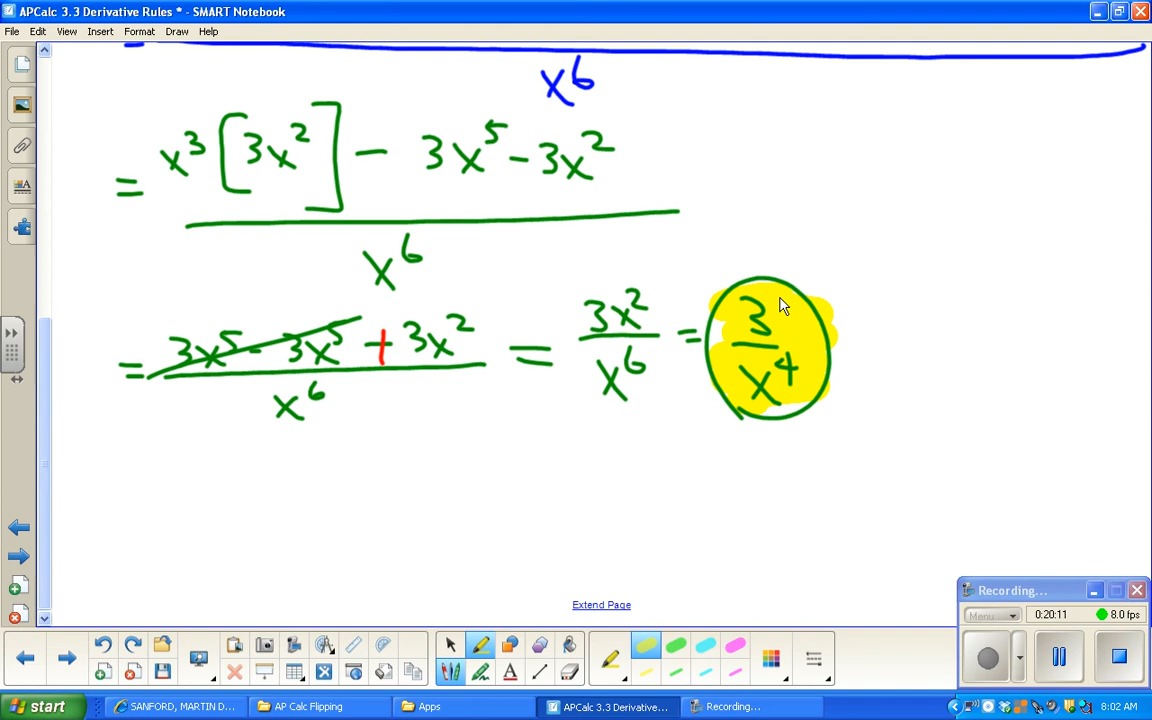 APCalc 3.3 Derivative Rules * - SMART Notebook
File Edit View Insert Format Draw Help
=
x⁶
= x³ [3x²] - 3x⁵ - 3x²
x⁶
= 3x⁵ - 3x⁵ + 3x² = 3x² = 3
x⁶ x⁶ x⁴
Extend Page
Recording...
Menu 0:20:11 8.0 fps
start SANFORD, MARTIN D... AP Calc Flipping Apps APCalc 3.3 Derivative... Recording... 8:02 AM